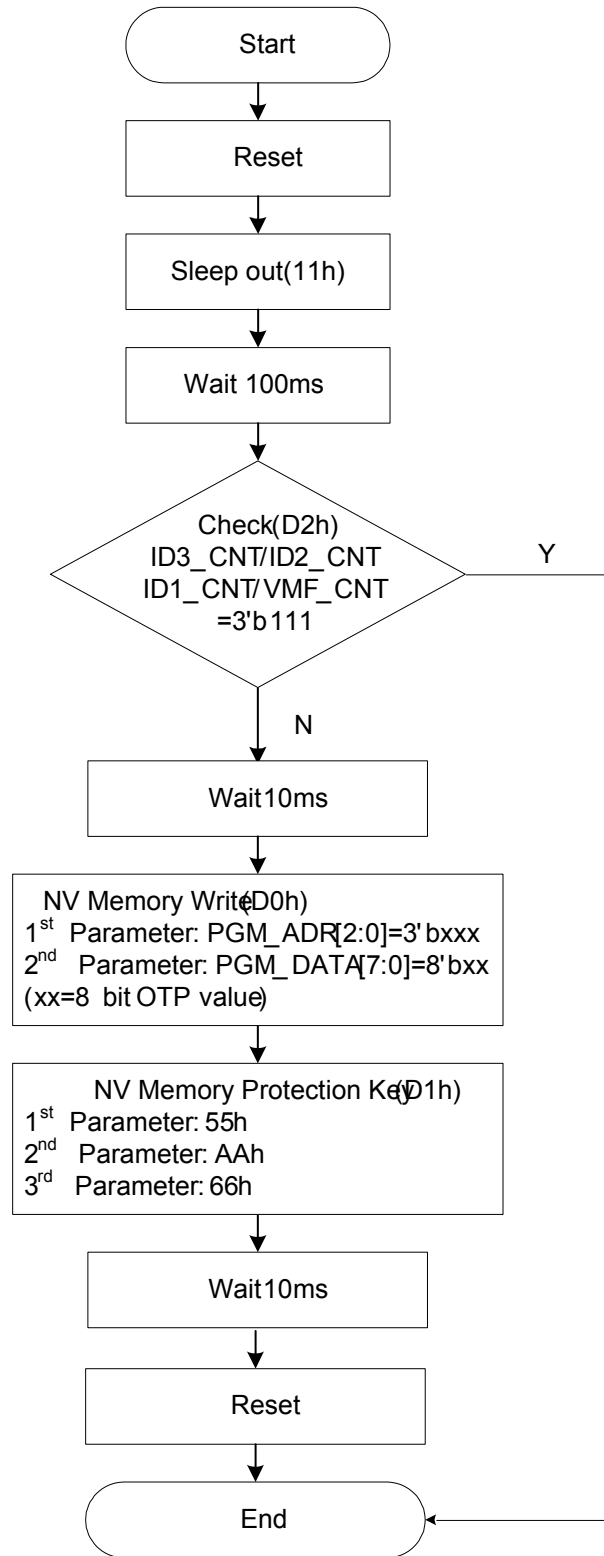 Start
Reset
Sleep out(11h)
Wait 100ms
Check(D2h)
ID3_CNT/ID2_CNT
ID1_CNT/VMF_CNT
=3'b111
Y
N
Wait10ms
NV Memory Write(D0h)
1st Parameter: PGM_ADR[2:0]=3'bxxx
2nd Parameter: PGM_DATA[7:0]=8'bxx
(xx=8 bit OTP value)
NV Memory Protection Key(D1h)
1st Parameter: 55h
2nd Parameter: AAh
3rd Parameter: 66h
Wait10ms
Reset
End